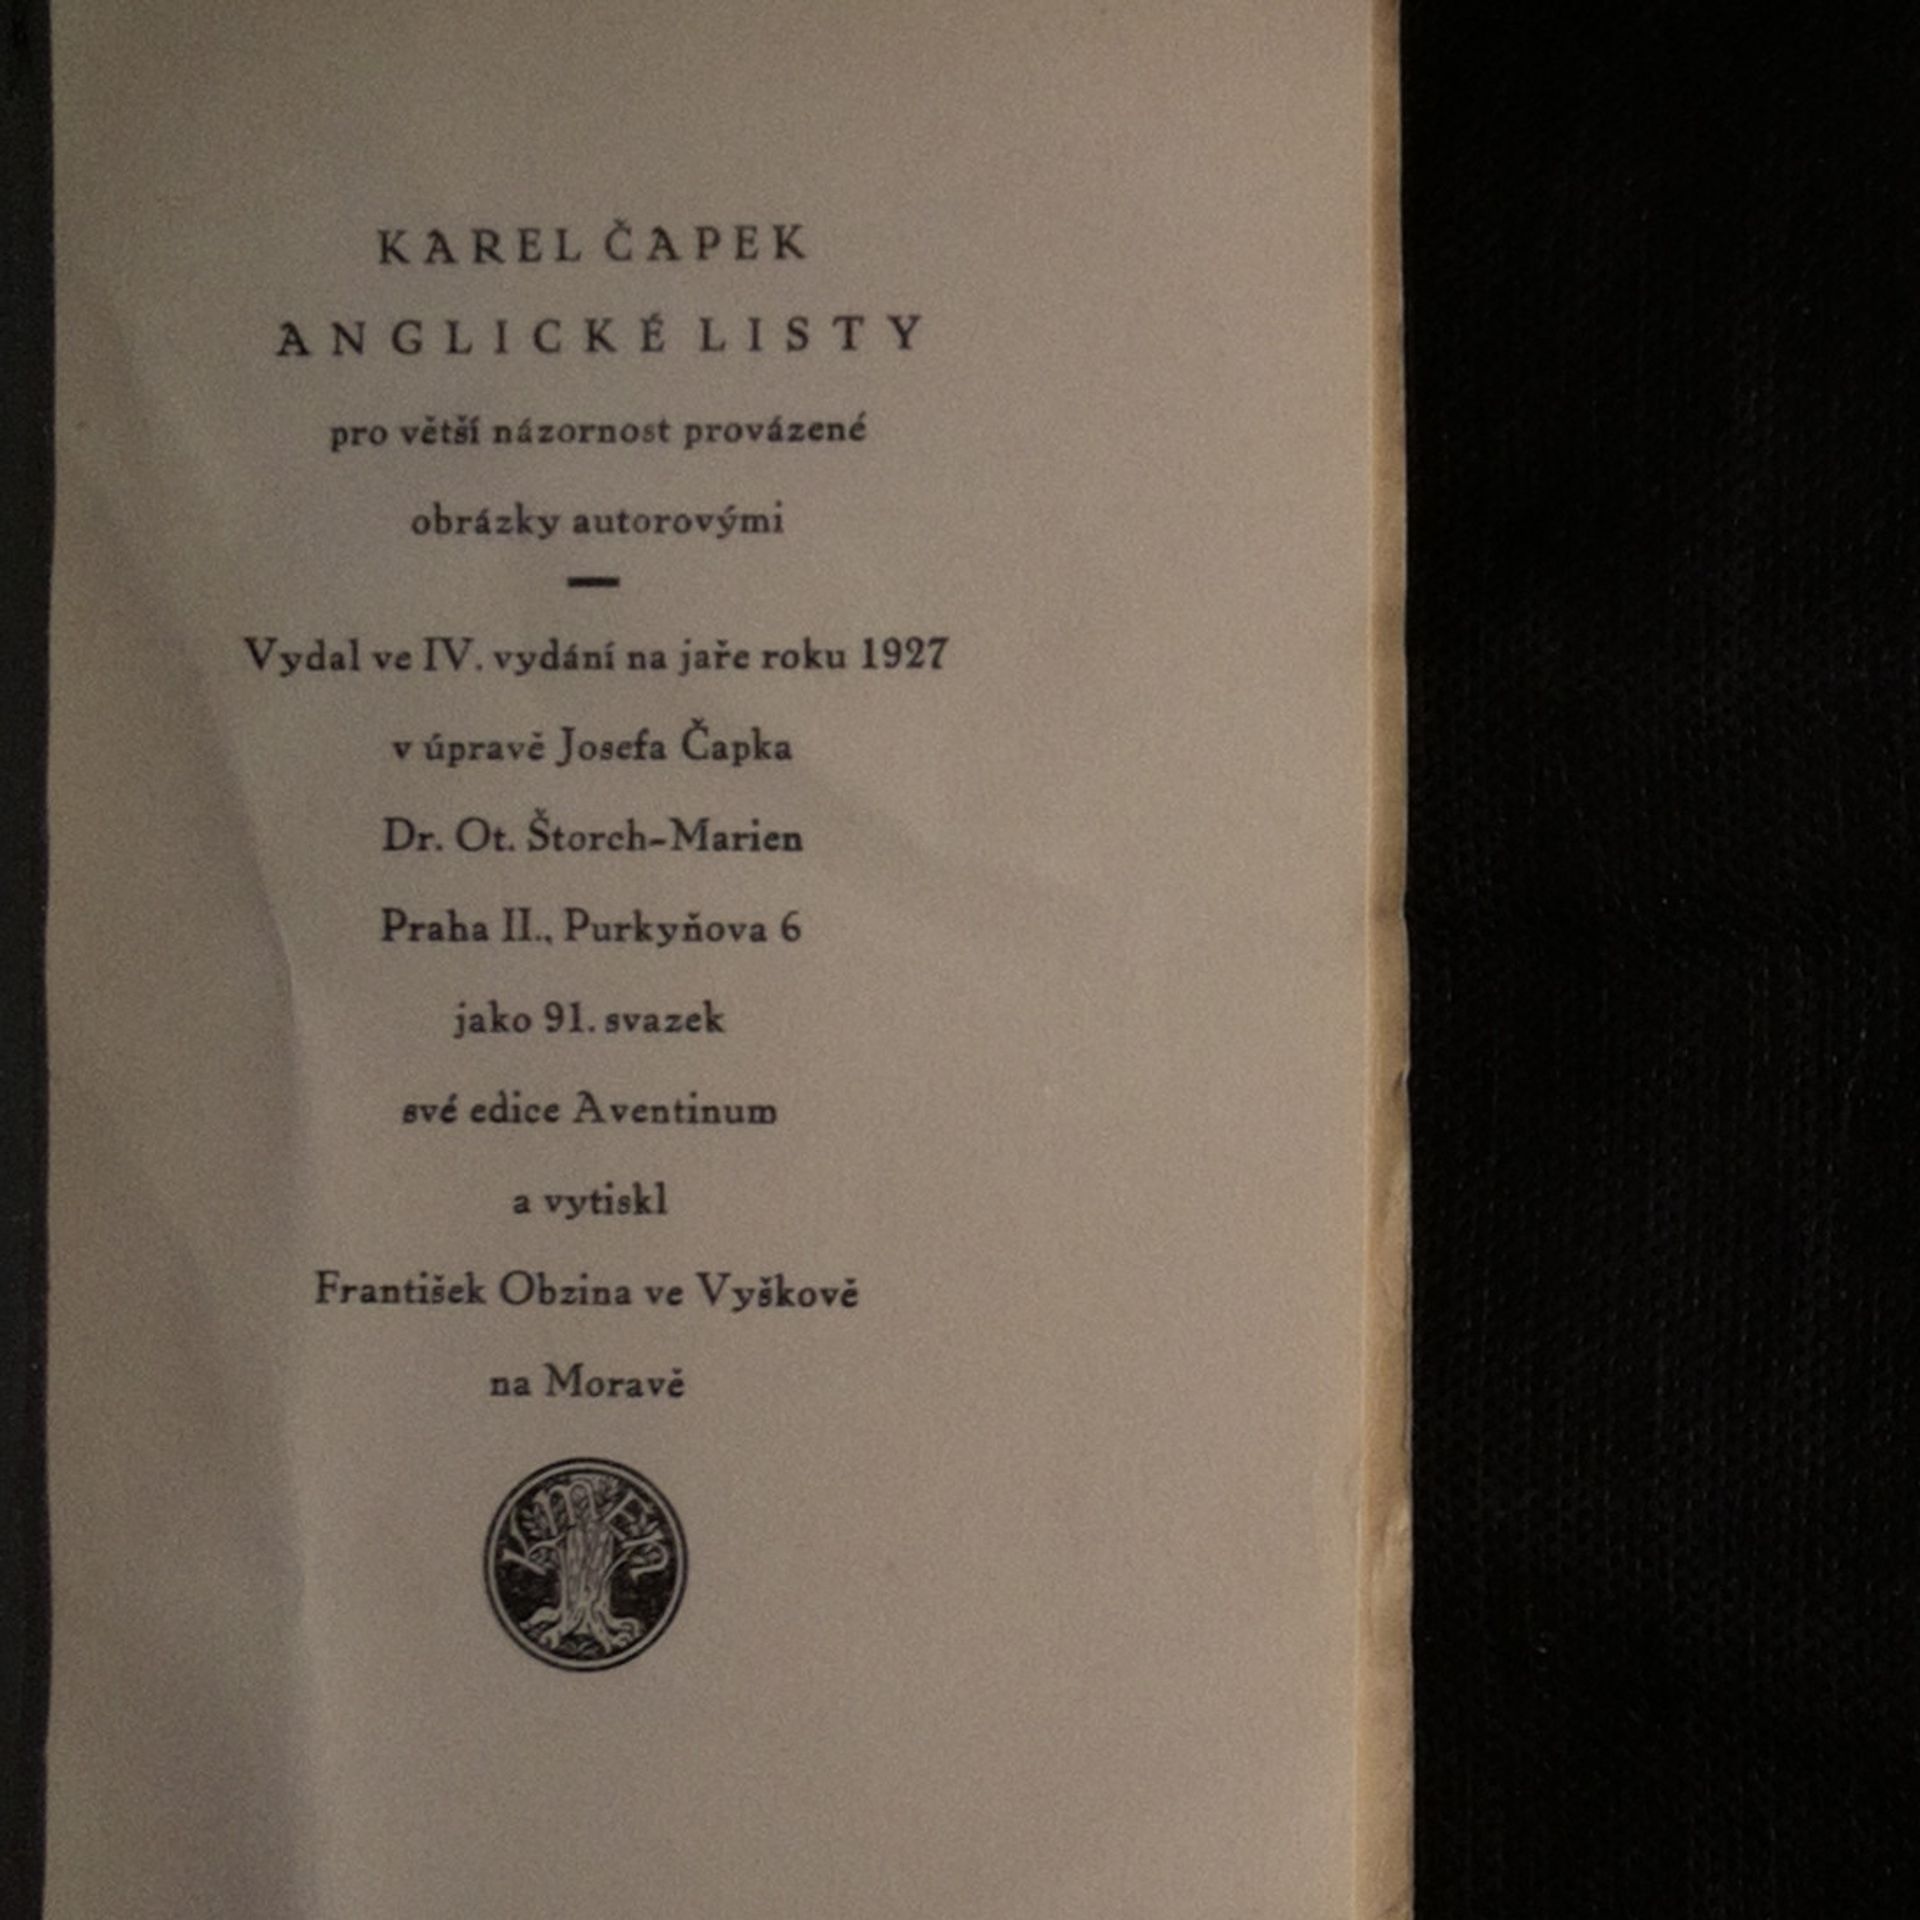 KAREL ČAPEK
ANGLICKÉ LISTY
pro větší názornost provázené
obrázky autorovými
Vydal ve IV. vydání na jaře roku 1927
v úpravě Josefa Čapka
Dr. Ot. Štorch-Marien
Praha II., Purkyňova 6
jako 91. svazek
své edice Aventinum
a vytiskl
František Obzina ve Vyškově
na Moravě